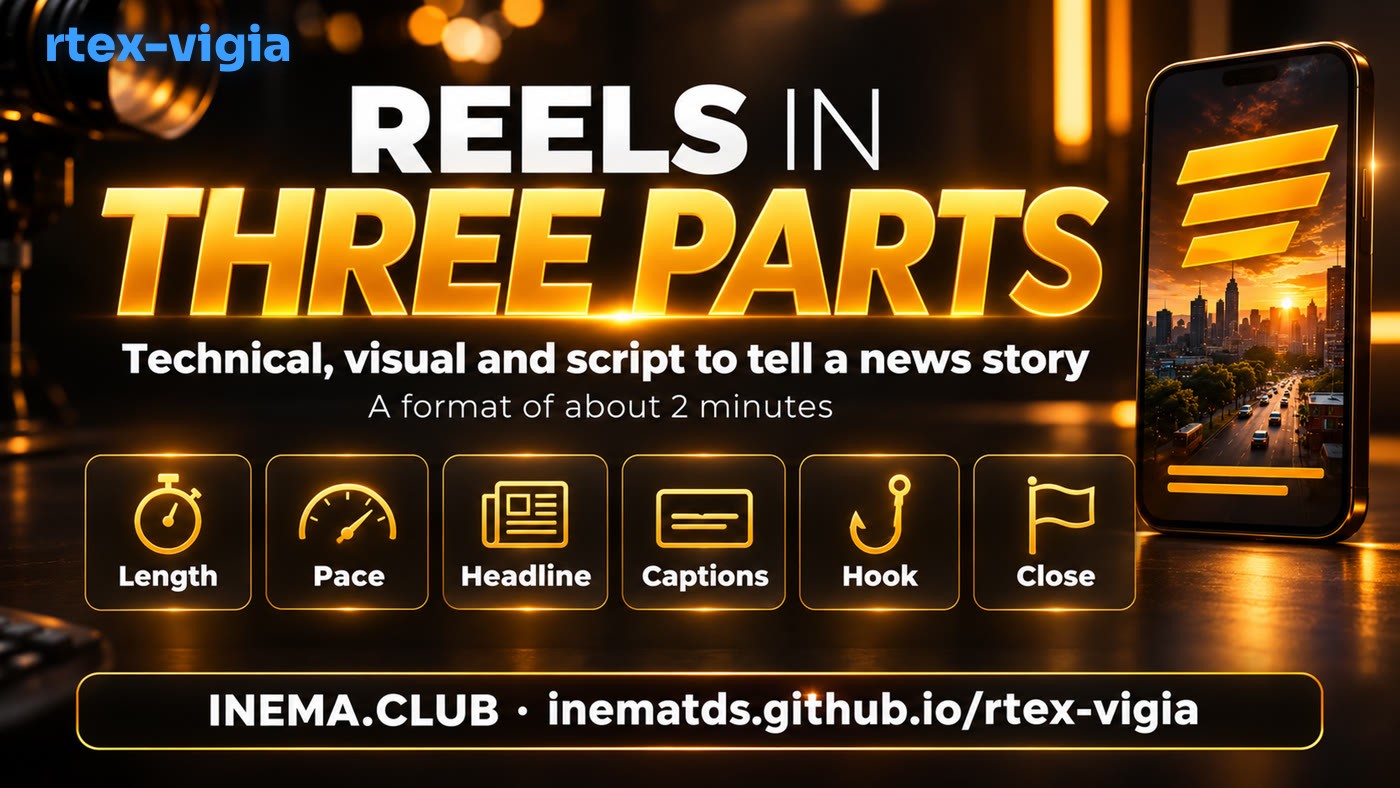 rtex-vigia
REELS IN
THREE PARTS
Technical, visual and script to tell a news story
A format of about 2 minutes
Length
Pace
Headline
Captions
Hook
Close
INEMA.CLUB · inematds.github.io/rtex-vigia